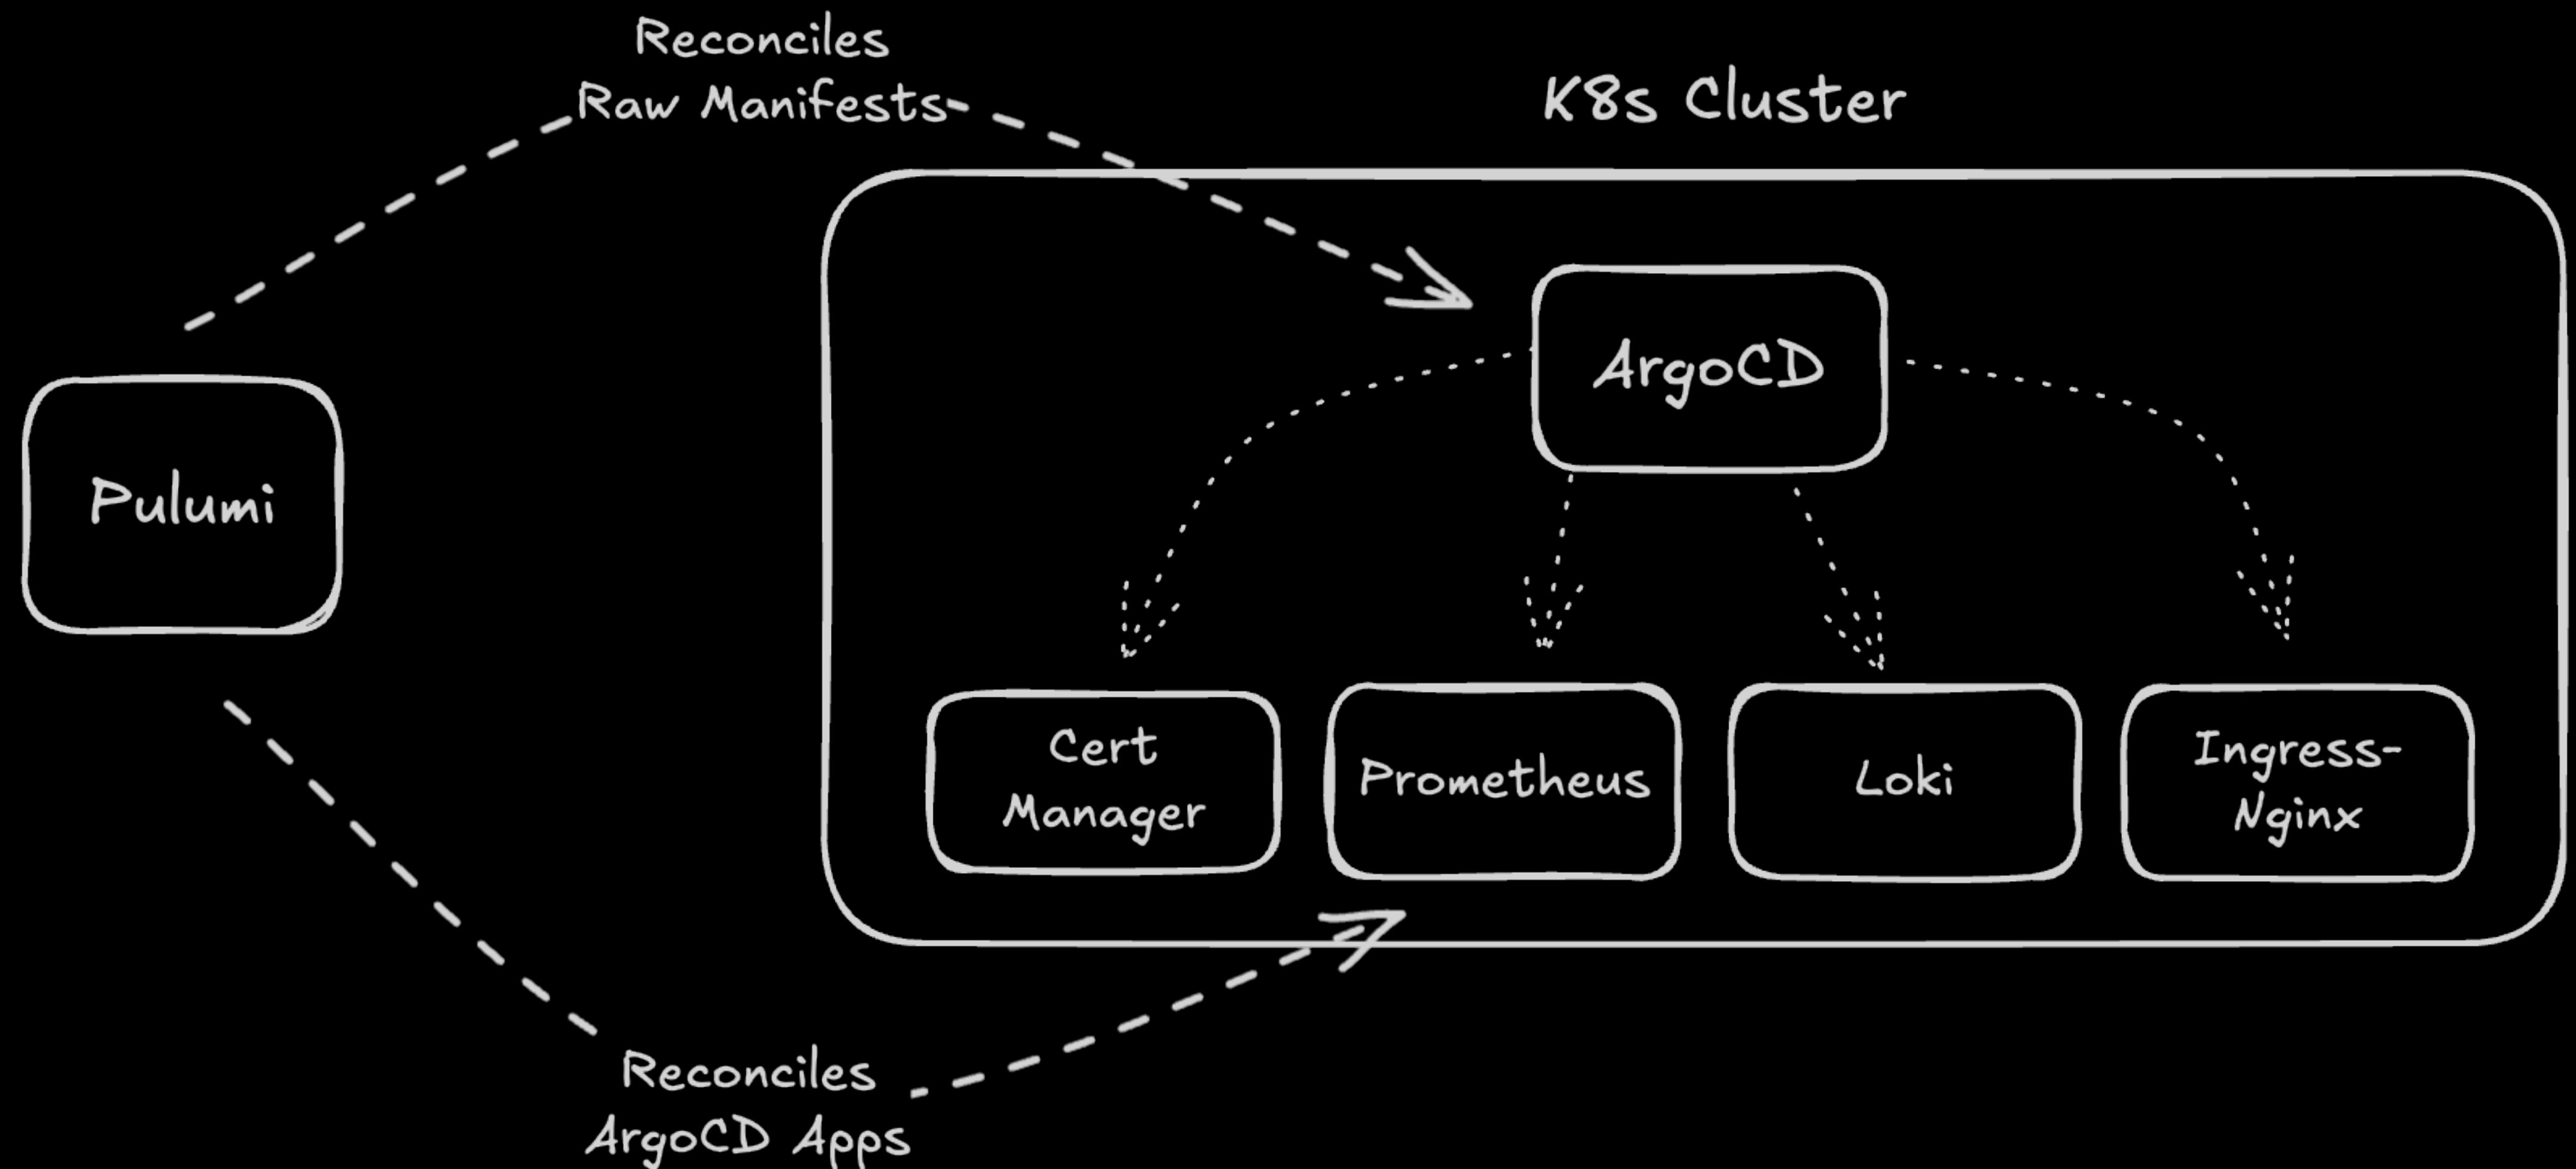 Reconciles
Raw Manifests
K8s Cluster
ArgoCD
Pulumi
Cert
Manager
Prometheus
Loki
Ingress-
Nginx
Reconciles
ArgoCD Apps